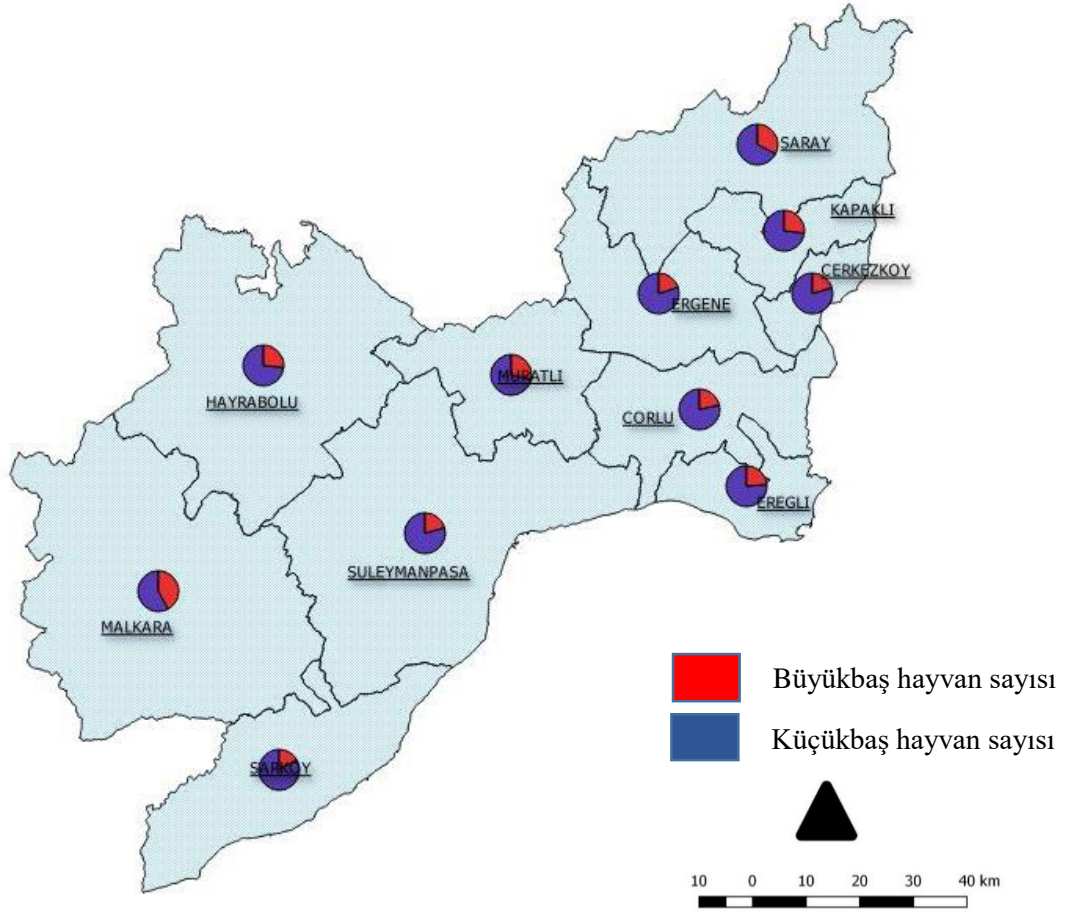 SARAY
KAPAKLI
CERKEZKOY
ERGENE
MURATLI
HAYRABOLU
CORLU
EREGLI
SULEYMANPASA
MALKARA
SARKOY
Büyükbaş hayvan sayısı
Küçükbaş hayvan sayısı
10 0 10 20 30 40 km